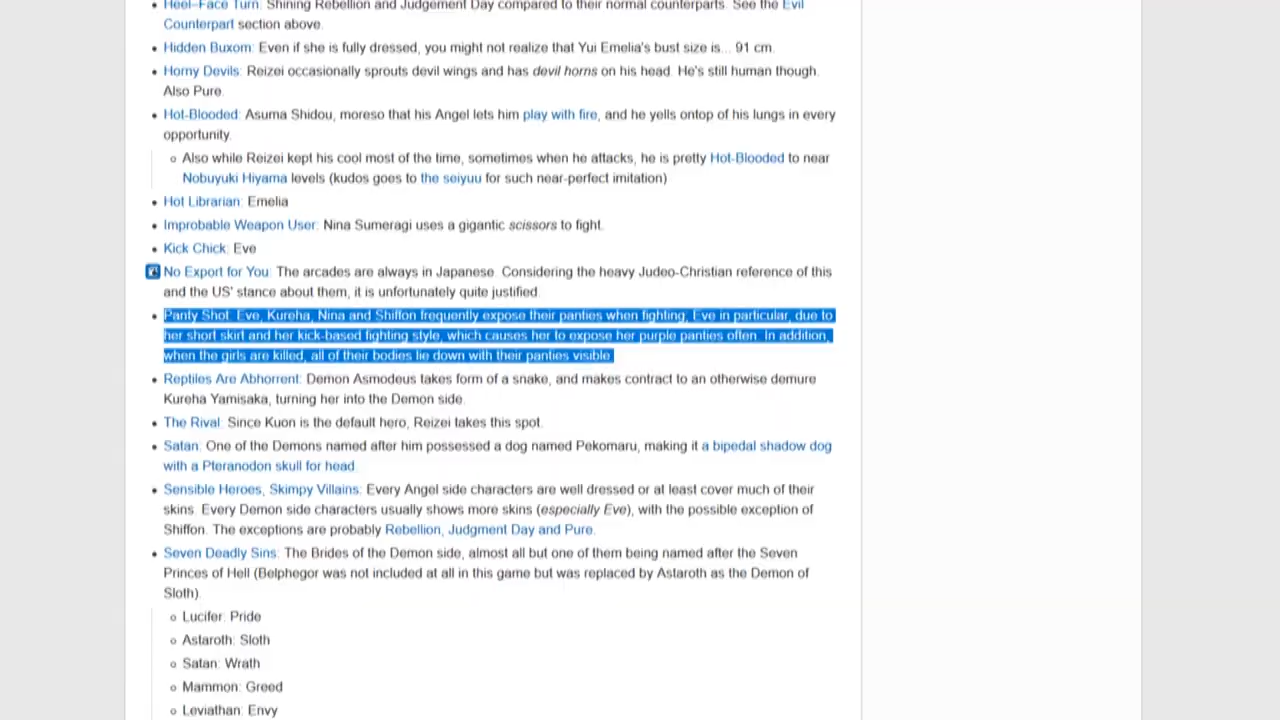 Heel–Face Turn: Shining Rebellion and Judgement Day compared to their normal counterparts. See the Evil
Counterpart section above.
Hidden Buxom: Even if she is fully dressed, you might not realize that Yui Emelia's bust size is... 91 cm.
Horny Devils: Reizei occasionally sprouts devil wings and has devil horns on his head. He's still human though.
Also Pure.
Hot-Blooded: Asuma Shidou, moreso that his Angel lets him play with fire, and he yells ontop of his lungs in every
opportunity.
Also while Reizei kept his cool most of the time, sometimes when he attacks, he is pretty Hot-Blooded to near
Nobuyuki Hiyama levels (kudos goes to the seiyuu for such near-perfect imitation)
Hot Librarian: Emelia
Improbable Weapon User: Nina Sumeragi uses a gigantic scissors to fight.
Kick Chick: Eve
No Export for You: The arcades are always in Japanese. Considering the heavy Judeo-Christian reference of this
and the US' stance about them, it is unfortunately quite justified.
Panty Shot: Eve, Kureha, Nina and Shiffon frequently expose their panties when fighting, Eve in particular, due to
her short skirt and her kick-based fighting style, which causes her to expose her purple panties often. In addition,
when the girls are killed, all of their bodies lie down with their panties visible.
Reptiles Are Abhorrent: Demon Asmodeus takes form of a snake, and makes contract to an otherwise demure
Kureha Yamisaka, turning her into the Demon side.
The Rival: Since Kuon is the default hero, Reizei takes this spot.
Satan: One of the Demons named after him possessed a dog named Pekomaru, making it a bipedal shadow dog
with a Pteranodon skull for head.
Sensible Heroes, Skimpy Villains: Every Angel side characters are well dressed or at least cover much of their
skins. Every Demon side characters usually shows more skins (especially Eve), with the possible exception of
Shiffon. The exceptions are probably Rebellion, Judgment Day and Pure.
Seven Deadly Sins: The Brides of the Demon side, almost all but one of them being named after the Seven
Princes of Hell (Belphegor was not included at all in this game but was replaced by Astaroth as the Demon of
Sloth).
Lucifer: Pride
Astaroth: Sloth
Satan: Wrath
Mammon: Greed
Leviathan: Envy